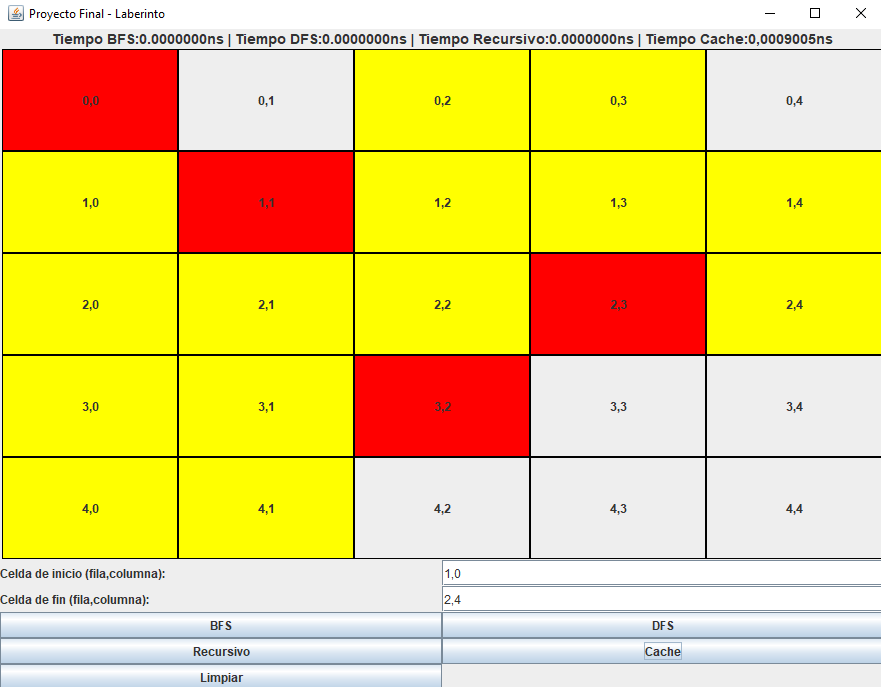 Proyecto Final - Laberinto
Tiempo BFS:0.0000000ns | Tiempo DFS:0.0000000ns | Tiempo Recursivo:0.0000000ns | Tiempo Cache:0,0009005ns
0,0 0,1 0,2 0,3 0,4
1,0 1,1 1,2 1,3 1,4
2,0 2,1 2,2 2,3 2,4
3,0 3,1 3,2 3,3 3,4
4,0 4,1 4,2 4,3 4,4
Celda de inicio (fila,columna): 1,0
Celda de fin (fila,columna): 2,4
BFS DFS
Recursivo Cache
Limpiar